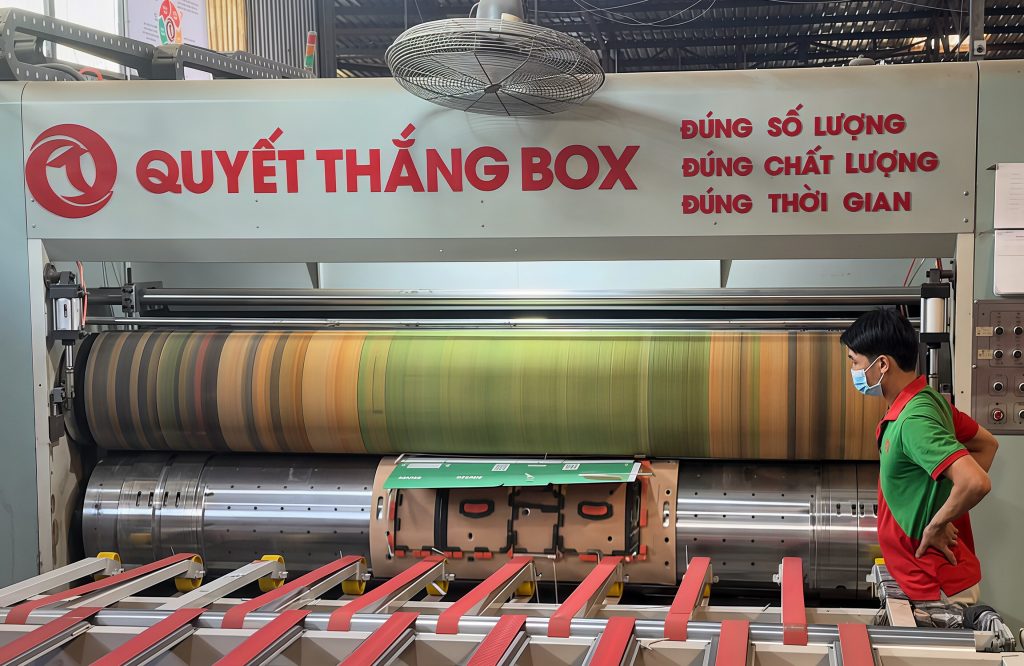 QUYẾT THẮNG BOX
ĐÚNG SỐ LƯỢNG
ĐÚNG CHẤT LƯỢNG
ĐÚNG THỜI GIAN